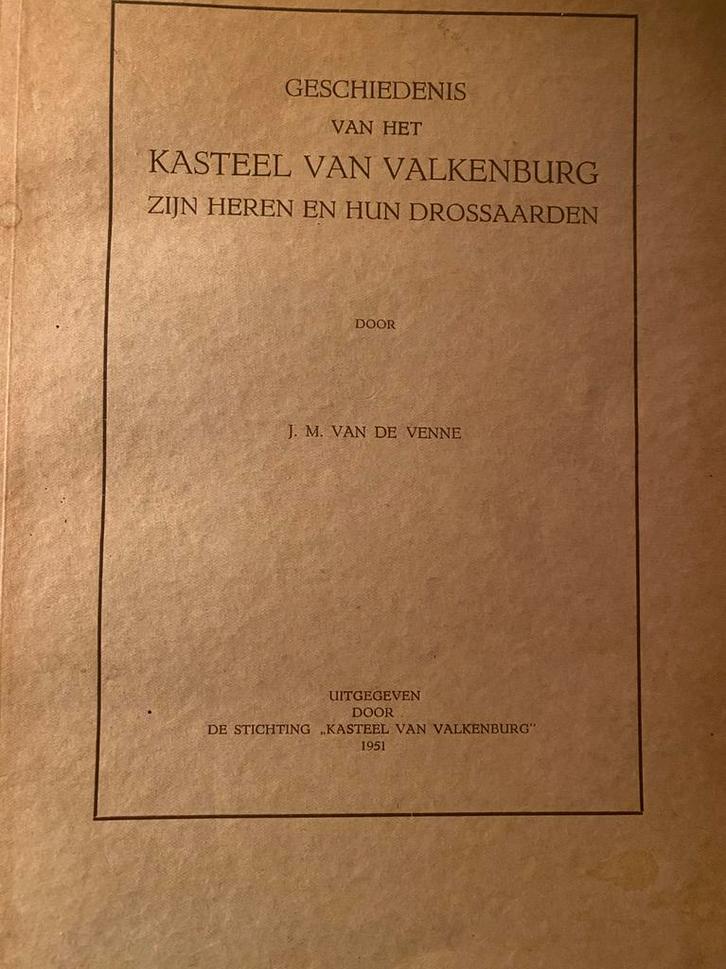 GESCHIEDENIS
VAN HET
KASTEEL VAN VALKENBURG
ZIJN HEREN EN HUN DROSSAARDEN
DOOR
J. M. VAN DE VENNE
UITGEGEVEN
DOOR
DE STICHTING „KASTEEL VAN VALKENBURG”
1951